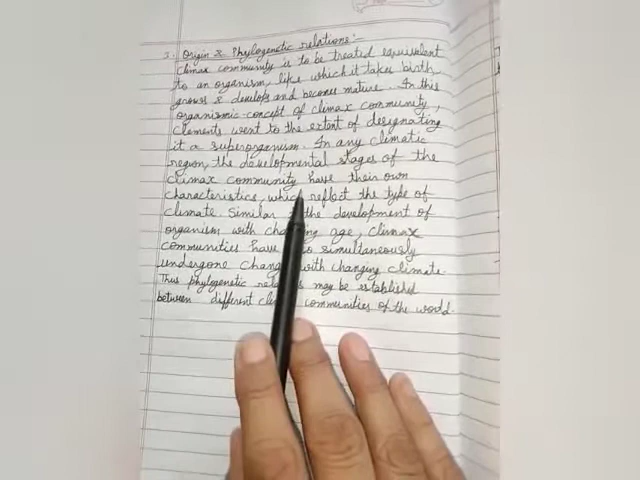 3. Origin & Phylogenetic relations:-
Climax community is to be treated equivalent
to an organism, like which it takes birth
grows & develops and becomes mature. In this
organismic concept of climax community,
Clements went to the extent of designating
it a superorganism. In any climatic
region, the developmental stages of the
climax community have their own
characteristics, which reflect the type of
climate. Similar the development of
organism with age, Climax
communities have to simultaneously
undergone with changing climate.
Thus phylogenetic may be established
between different communities of the world.